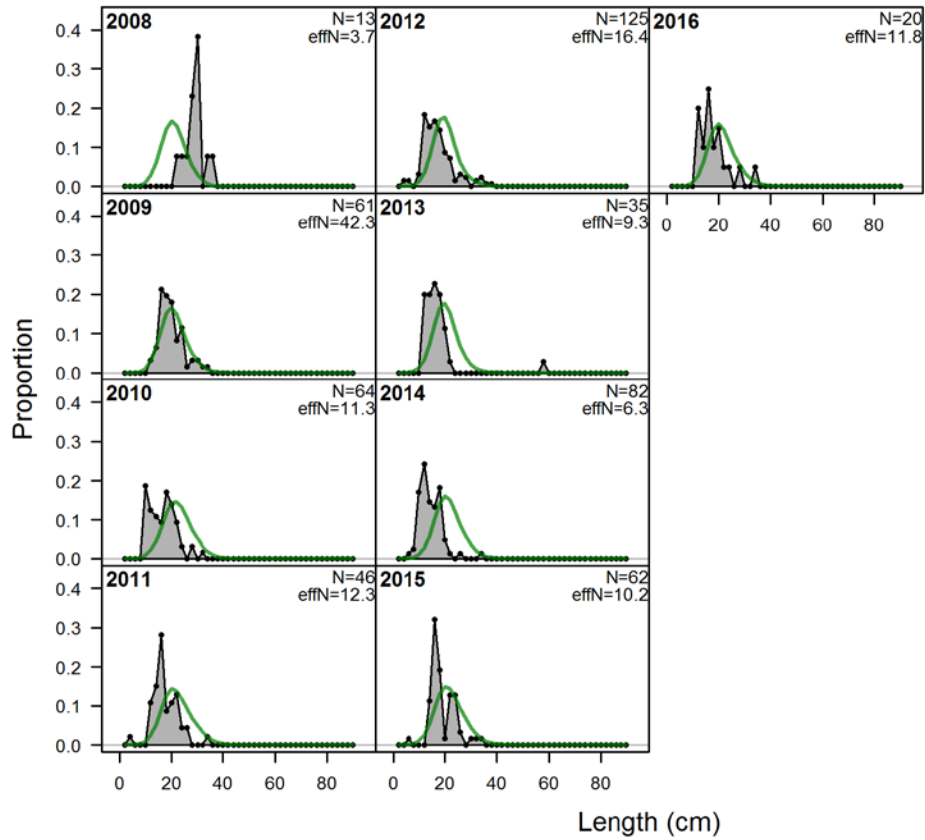 2008
N=13
effN=3.7
2012
N=125
effN=16.4
2016
N=20
effN=11.8
0.4
0.3
0.2
0.1
0.0
2009
N=61
effN=42.3
2013
N=35
effN=9.3
0 20 40 60 80
0.4
0.3
0.2
0.1
0.0
2010
N=64
effN=11.3
2014
N=82
effN=6.3
0.4
0.3
0.2
0.1
0.0
2011
N=46
effN=12.3
2015
N=62
effN=10.2
0.4
0.3
0.2
0.1
0.0
0 20 40 60 80
0 20 40 60 80
Proportion
Length (cm)